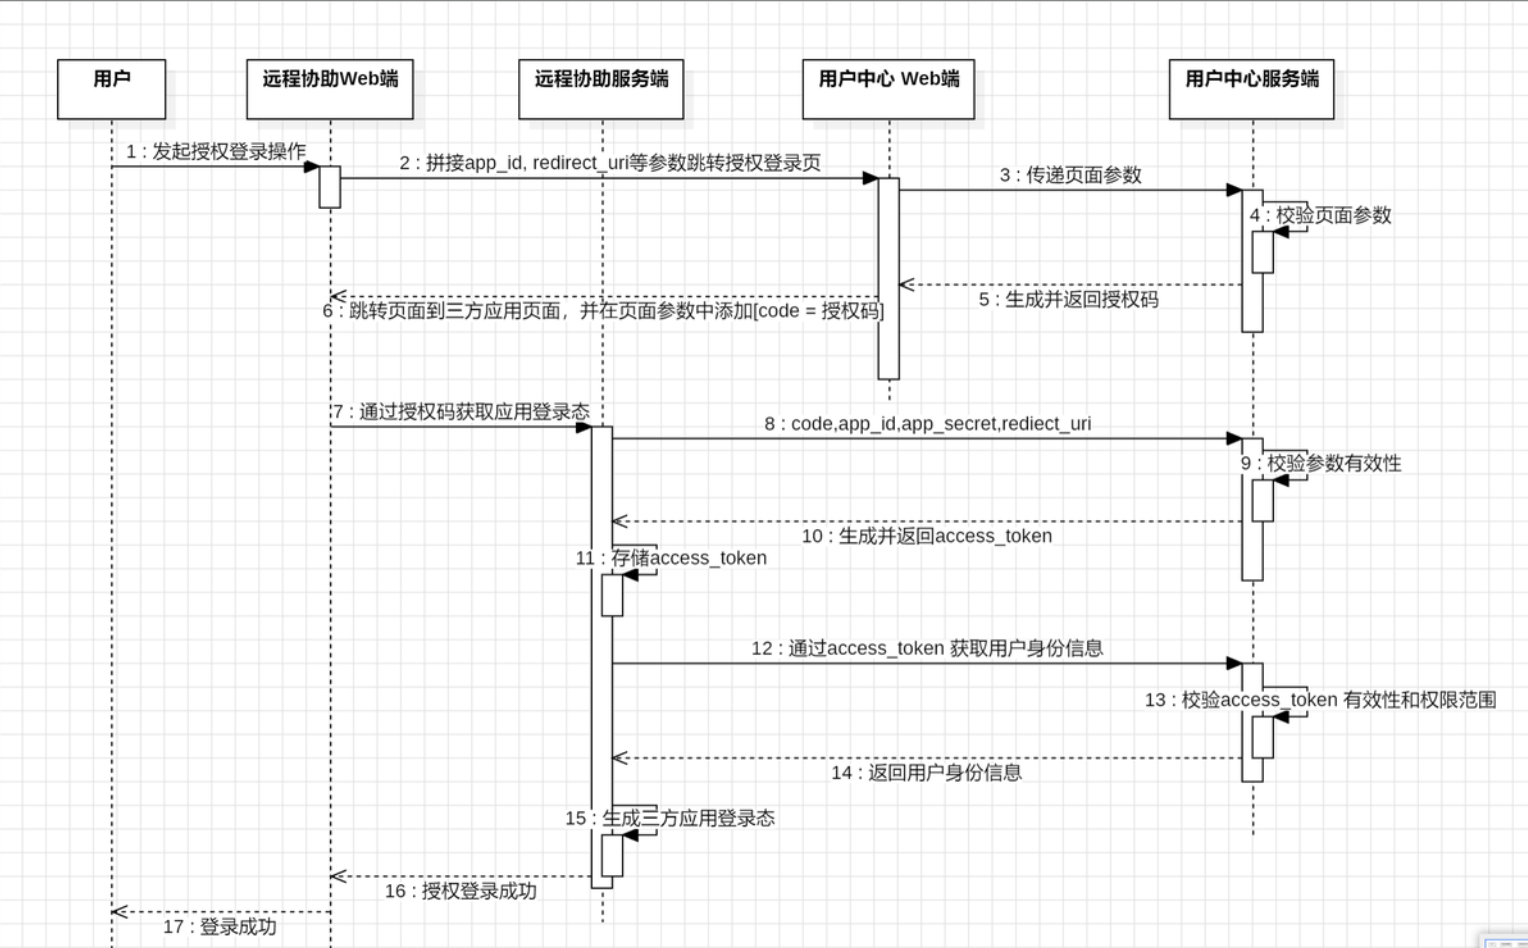 用户
远程协助Web端
远程协助服务端
用户中心 Web端
用户中心服务端
1 : 发起授权登录操作
2 : 拼接app_id, redirect_uri等参数跳转授权登录页
3 : 传递页面参数
4 : 校验页面参数
5 : 生成并返回授权码
6 : 跳转页面到三方应用页面，并在页面参数中添加[code = 授权码]
7 : 通过授权码获取应用登录态
8 : code,app_id,app_secret,rediect_uri
9 : 校验参数有效性
10 : 生成并返回access_token
11 : 存储access_token
12 : 通过access_token 获取用户身份信息
13 : 校验access_token 有效性和权限范围
14 : 返回用户身份信息
15 : 生成三方应用登录态
16 : 授权登录成功
17 : 登录成功